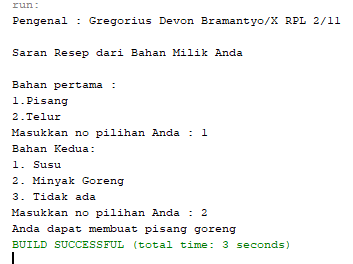 run:
Pengenal : Gregorius Devon Bramantyo/X RPL 2/11
Saran Resep dari Bahan Milik Anda
Bahan pertama :
1.Pisang
2.Telur
Masukkan no pilihan Anda : 1
Bahan Kedua:
1. Susu
2. Minyak Goreng
3. Tidak ada
Masukkan no pilihan Anda : 2
Anda dapat membuat pisang goreng
BUILD SUCCESSFUL (total time: 3 seconds)